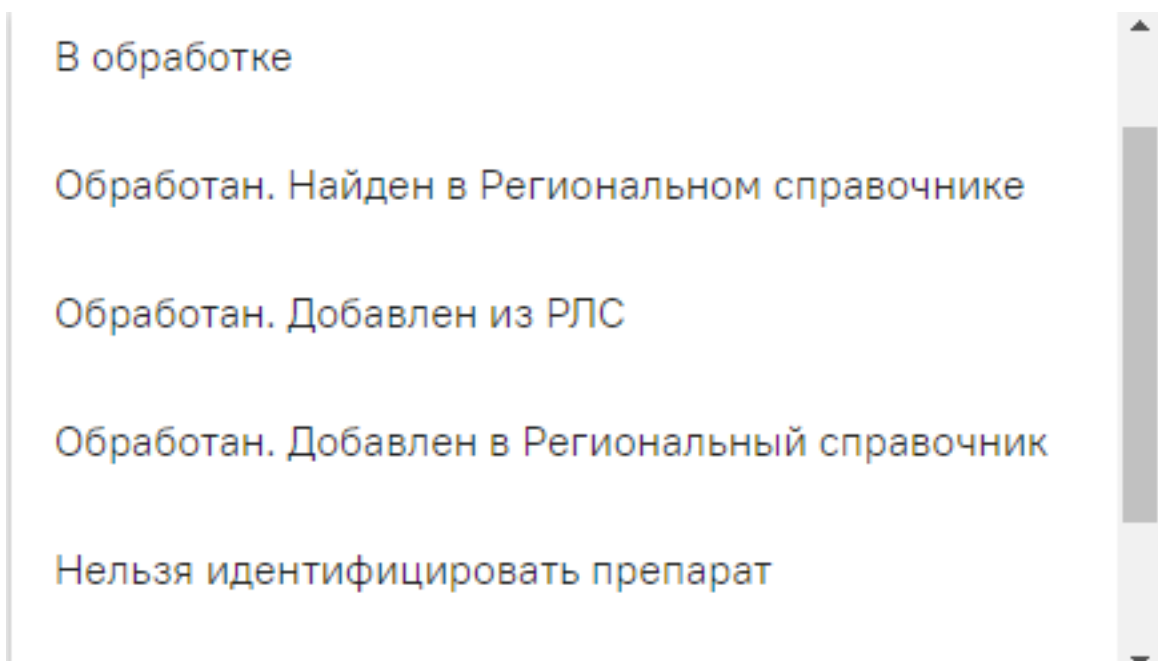 В обработке
Обработан. Найден в Региональном справочнике
Обработан. Добавлен из РЛС
Обработан. Добавлен в Региональный справочник
Нельзя идентифицировать препарат